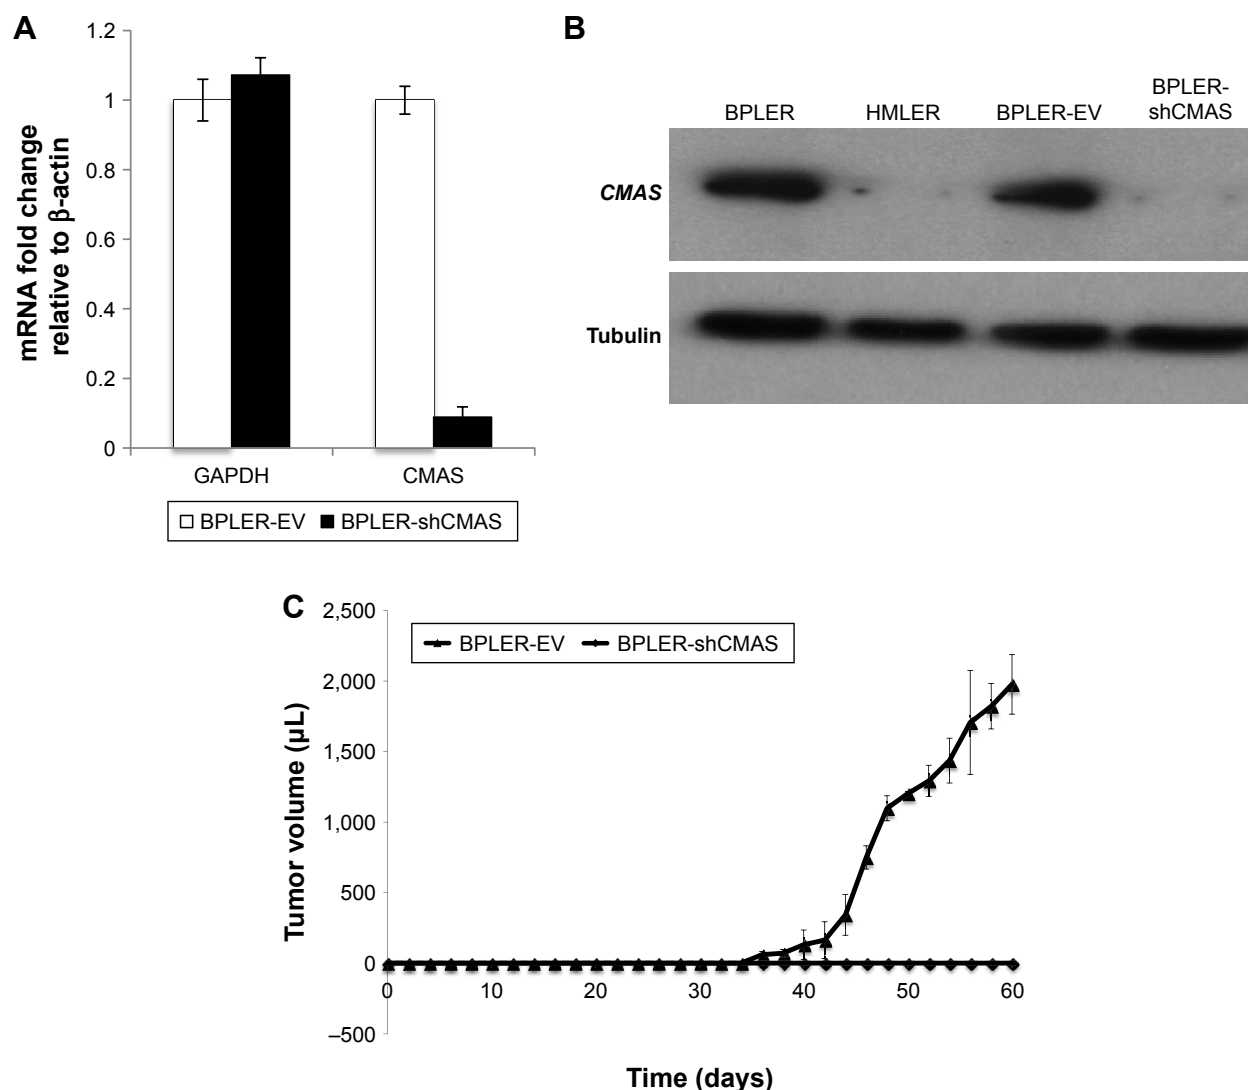 A
1.2
1
0.8
0.6
0.4
0.2
0
mRNA fold change
relative to β-actin
GAPDH
CMAS
BPLER-EV
BPLER-shCMAS
B
BPLER
HMLER
BPLER-EV
BPLER-
shCMAS
CMAS
Tubulin
C
2,500
2,000
1,500
1,000
500
0
–500
Tumor volume (µL)
BPLER-EV
BPLER-shCMAS
0
10
20
30
40
50
60
Time (days)